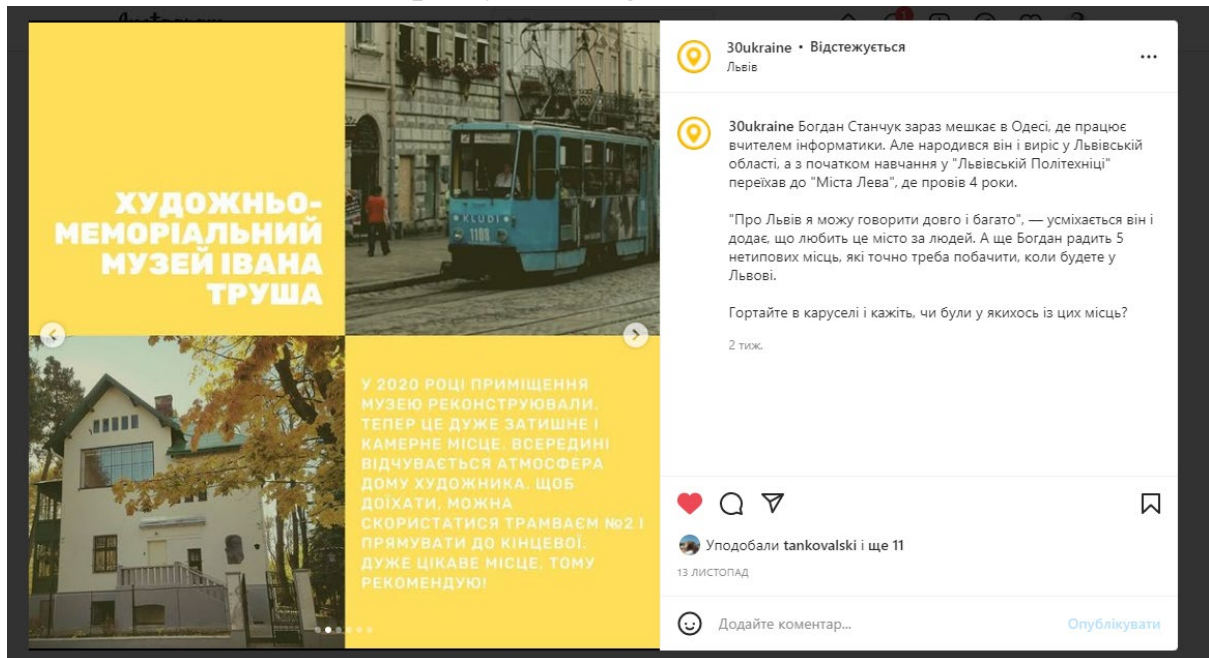 ХУДОЖНЬО-
МЕМОРІАЛЬНИЙ
МУЗЕЙ ІВАНА
ТРУША
KLUDI
1108
У 2020 РОЦІ ПРИМІЩЕННЯ
МУЗЕЮ РЕКОНСТРУЮВАЛИ.
ТЕПЕР ЦЕ ДУЖЕ ЗАТИШНЕ І
КАМЕРНЕ МІСЦЕ. ВСЕРЕДИНІ
ВІДЧУВАЄТЬСЯ АТМОСФЕРА
ДОМУ ХУДОЖНИКА. ЩОБ
ДОЇХАТИ, МОЖНА
СКОРИСТАТИСЯ ТРАМВАЄМ №2 І
ПРЯМУВАТИ ДО КІНЦЕВОЇ.
ДУЖЕ ЦІКАВЕ МІСЦЕ, ТОМУ
РЕКОМЕНДУЮ!
30ukraine • Відстежується
Львів
30ukraine Богдан Станчук зараз мешкає в Одесі, де працює
вчителем інформатики. Але народився він і виріс у Львівській
області, а з початком навчання у "Львівській Політехніці"
переїхав до "Міста Лева", де провів 4 роки.
"Про Львів я можу говорити довго і багато", — усміхається він і
додає, що любить це місто за людей. А ще Богдан радить 5
нетипових місць, які точно треба побачити, коли будете у
Львові.
Гортайте в каруселі і кажіть, чи були у якихось із цих місць?
2 тиж.
Уподобали tankovalski і ще 11
13 ЛИСТОПАД
Додайте коментар...
Опублікувати